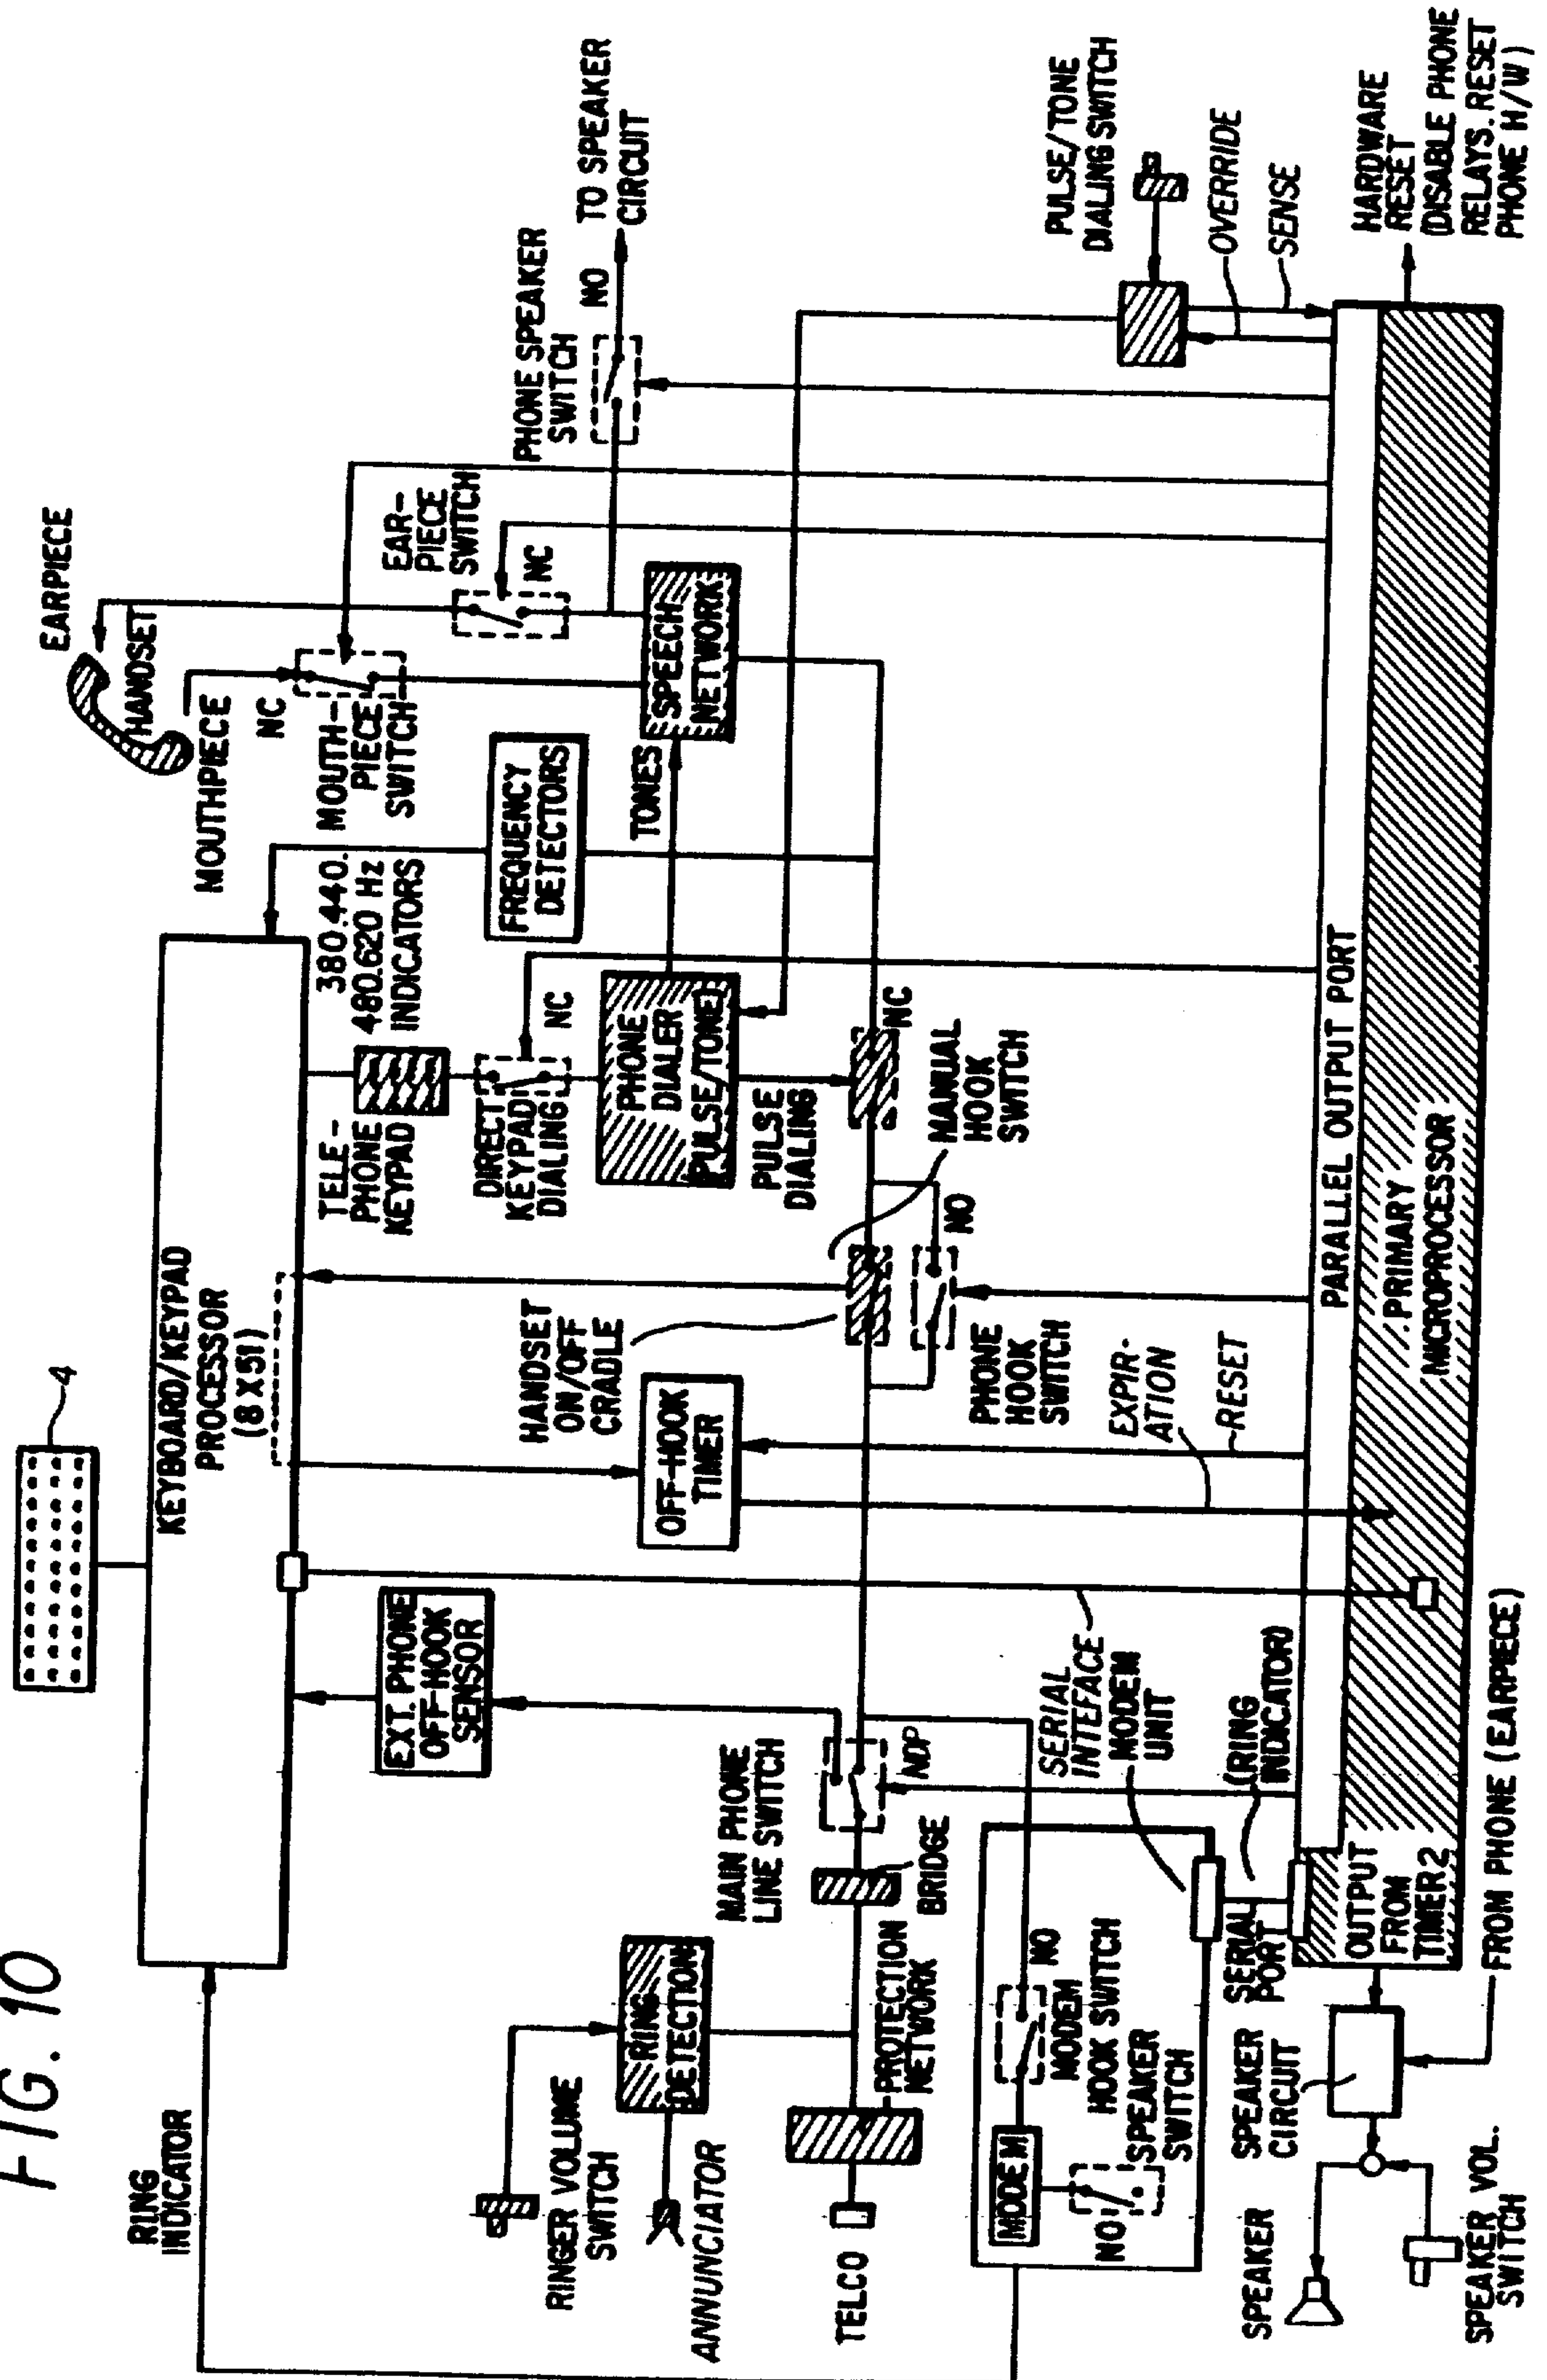 FIG. 10
4
KEYBOARD/KEYPAD
PROCESSOR
(8 X 51)
RING
INDICATOR
EARPIECE
HANDSET
MOUTHPIECE
NC
MOUTH-
PIECE
SWITCH
EAR-
PIECE
SWITCH
NC
PHONE SPEAKER
SWITCH
NO
TO SPEAKER
CIRCUIT
380.440.
480.620 Hz
INDICATORS
FREQUENCY
DETECTORS
TELE-
PHONE
KEYPAD
DIRECT
KEYPAD
DIALING
NC
PHONE
DIALER
(PULSE/TONE)
TONES
SPEECH
NETWORK
PULSE
DIALING
NC
EXT. PHONE
OFF-HOOK
SENSOR
HANDSET
ON/OFF
CRADLE
OFF-HOOK
TIMER
MANUAL
HOOK
SWITCH
NO
PHONE
HOOK
SWITCH
EXPIR-
ATION
RESET
RINGER VOLUME
SWITCH
RING
DETECTION
ANNUNCIATOR
TELCO
PROTECTION
NETWORK
BRIDGE
MAIN PHONE
LINE SWITCH
NDP
MODEM
NO
MODEM
HOOK SWITCH
NO
SPEAKER
SWITCH
SERIAL
INTEFACE
MODEM
UNIT
SERIAL
PORT
(RING
INDICATOR)
PULSE/TONE
DIALING SWITCH
OVERRIDE
SENSE
HARDWARE
RESET
(DISABLE PHONE
RELAYS.RESET
PHONE H/W)
PARALLEL OUTPUT PORT
PRIMARY
MICROPROCESSOR
OUTPUT
FROM
TIMER 2
SPEAKER
CIRCUIT
SPEAKER
SPEAKER VOL.
SWITCH
FROM PHONE (EARPIECE)